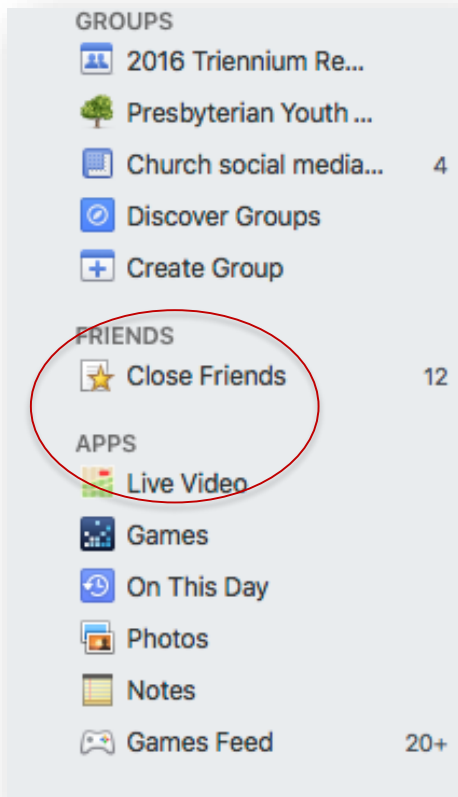 GROUPS
2016 Triennium Re...
Presbyterian Youth ...
Church social media... 4
Discover Groups
Create Group
FRIENDS
Close Friends 12
APPS
Live Video
Games
On This Day
Photos
Notes
Games Feed 20+